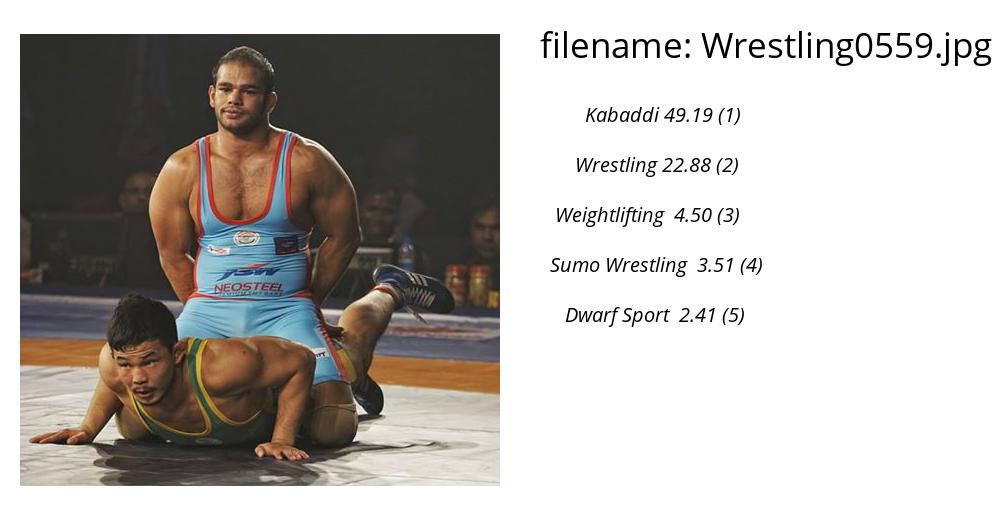 filename: Wrestling0559.jpg
Kabaddi 49.19 (1)
Wrestling 22.88 (2)
Weightlifting 4.50 (3)
Sumo Wrestling 3.51 (4)
Dwarf Sport 2.41 (5)
JSW
NEOSTEEL